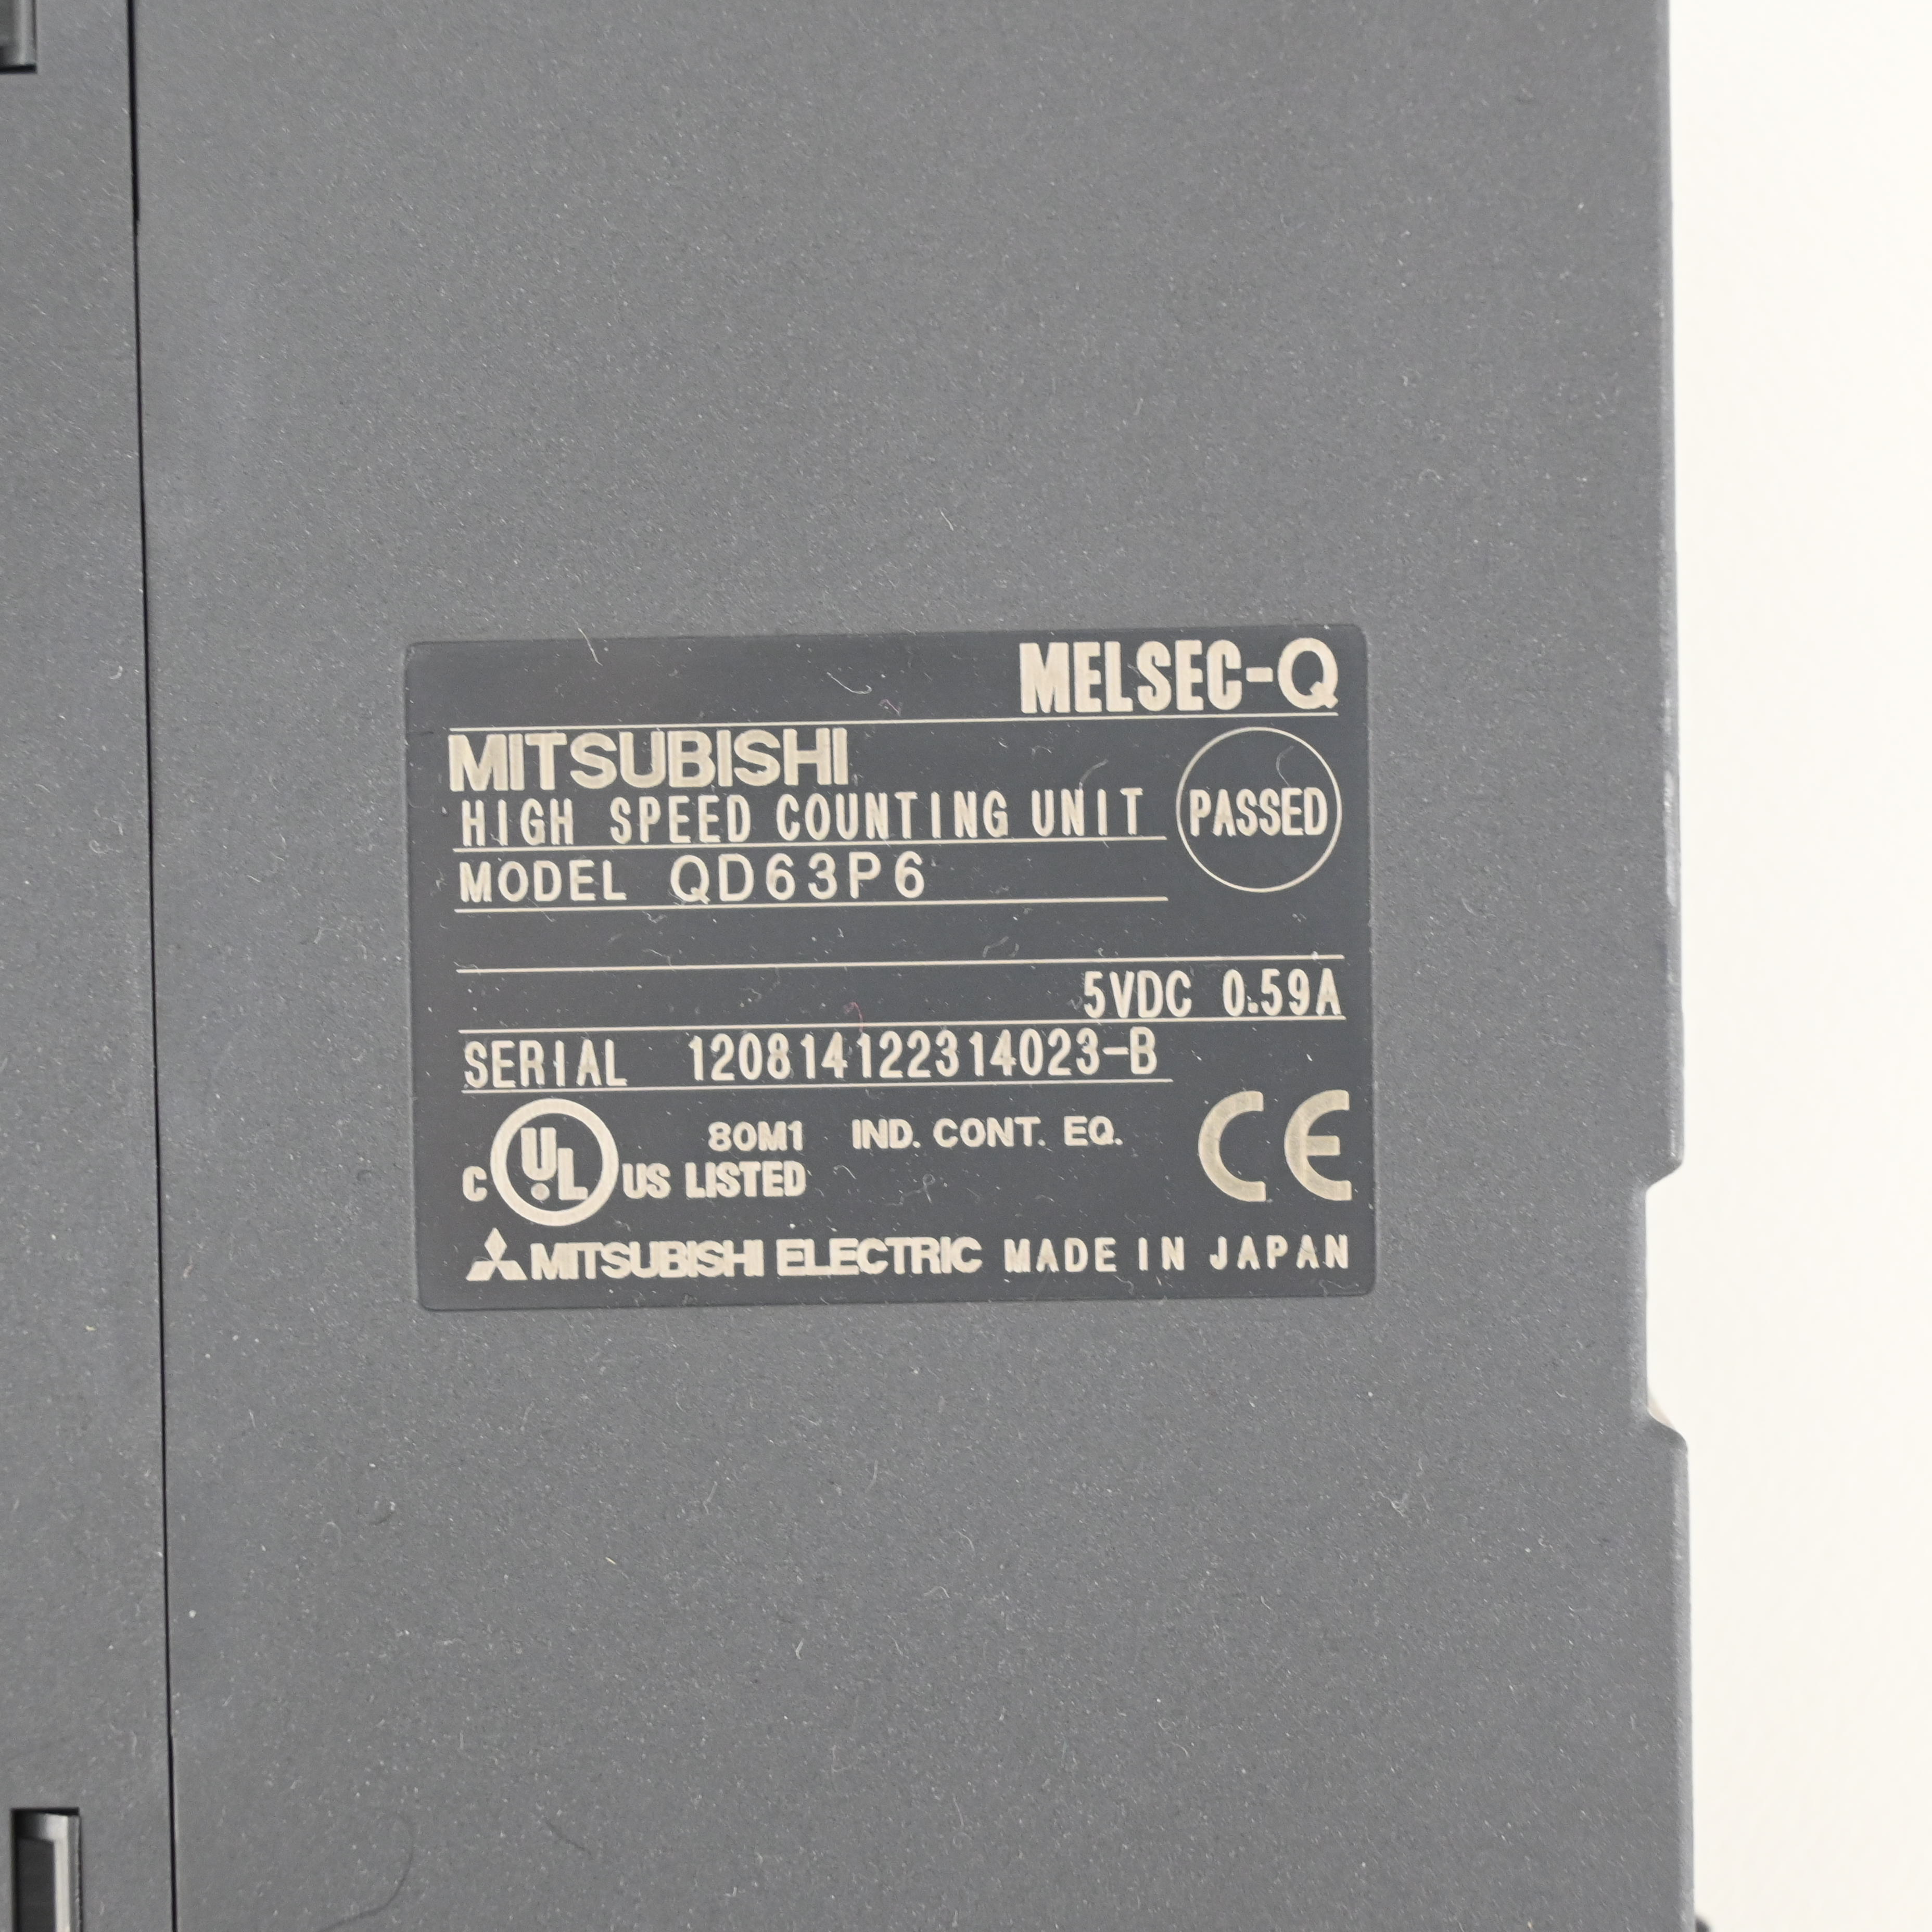 MELSEC-Q
MITSUBISHI
HIGH SPEED COUNTING UNIT
PASSED
MODEL QD63P6
5VDC 0.59A
SERIAL 120814122314023-B
C UL US LISTED
80M1 IND. CONT. EQ.
CE
MITSUBISHI ELECTRIC MADE IN JAPAN